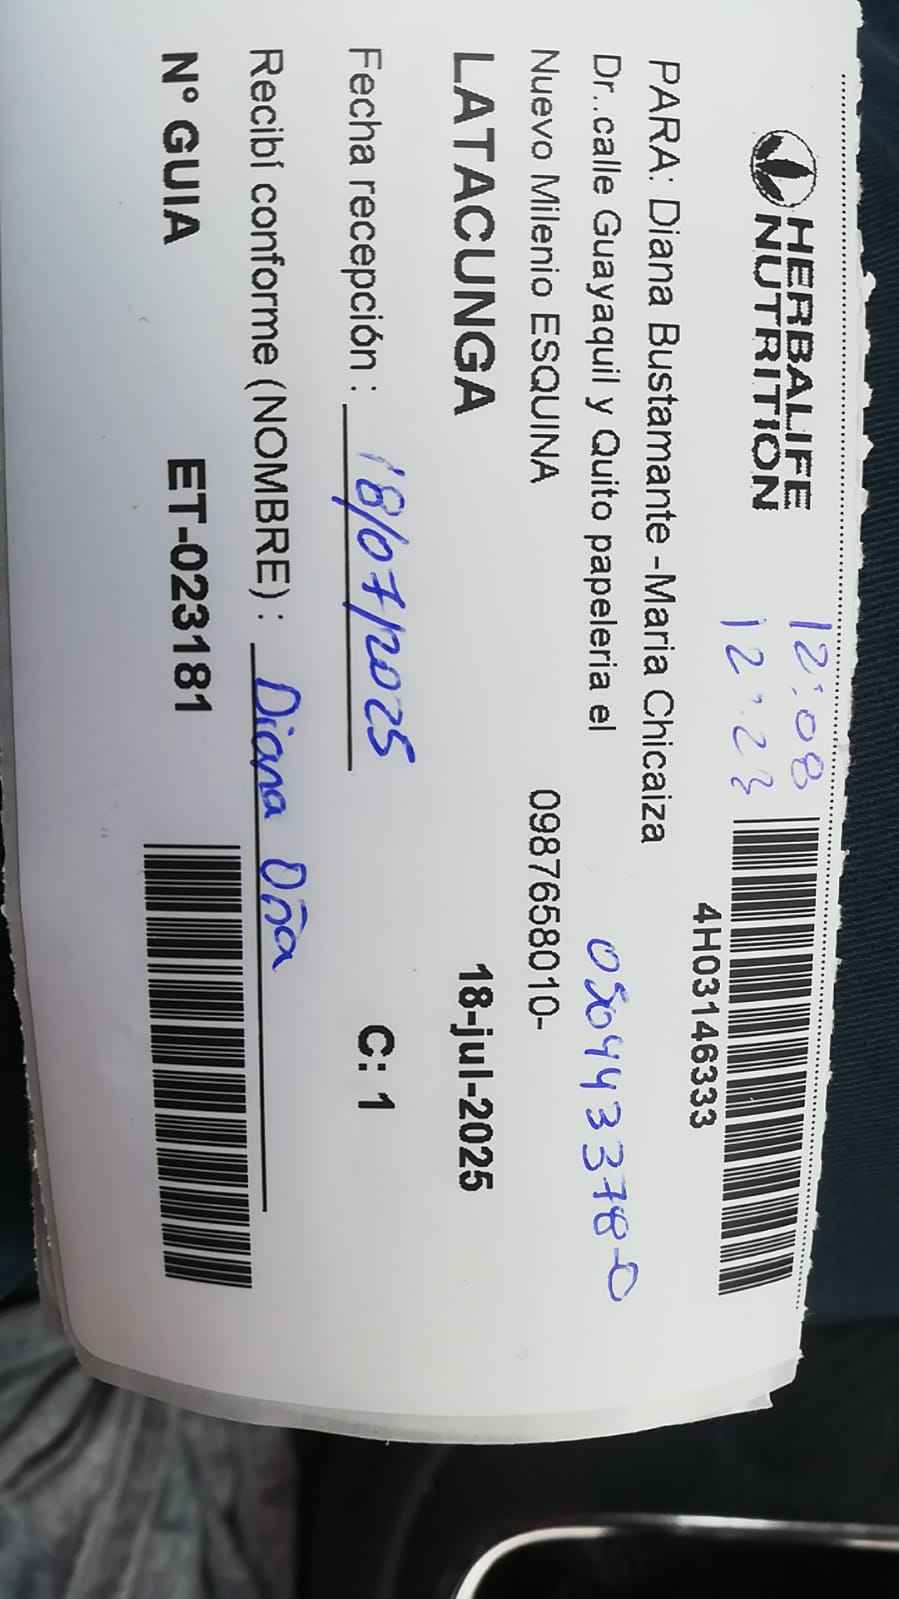 HERBALIFE
NUTRITION
12:08
12:23
4H03146333
PARA: Diana Bustamante -Maria Chicaiza
Dr..calle Guayaquil y Quito papeleria el
050443378-0
Nuevo Milenio ESQUINA
0987658010-
LATACUNGA
18-jul-2025
Fecha recepción : 18/07/2025
C: 1
Recibí conforme (NOMBRE) : Diana Oña
N° GUIA
ET-023181